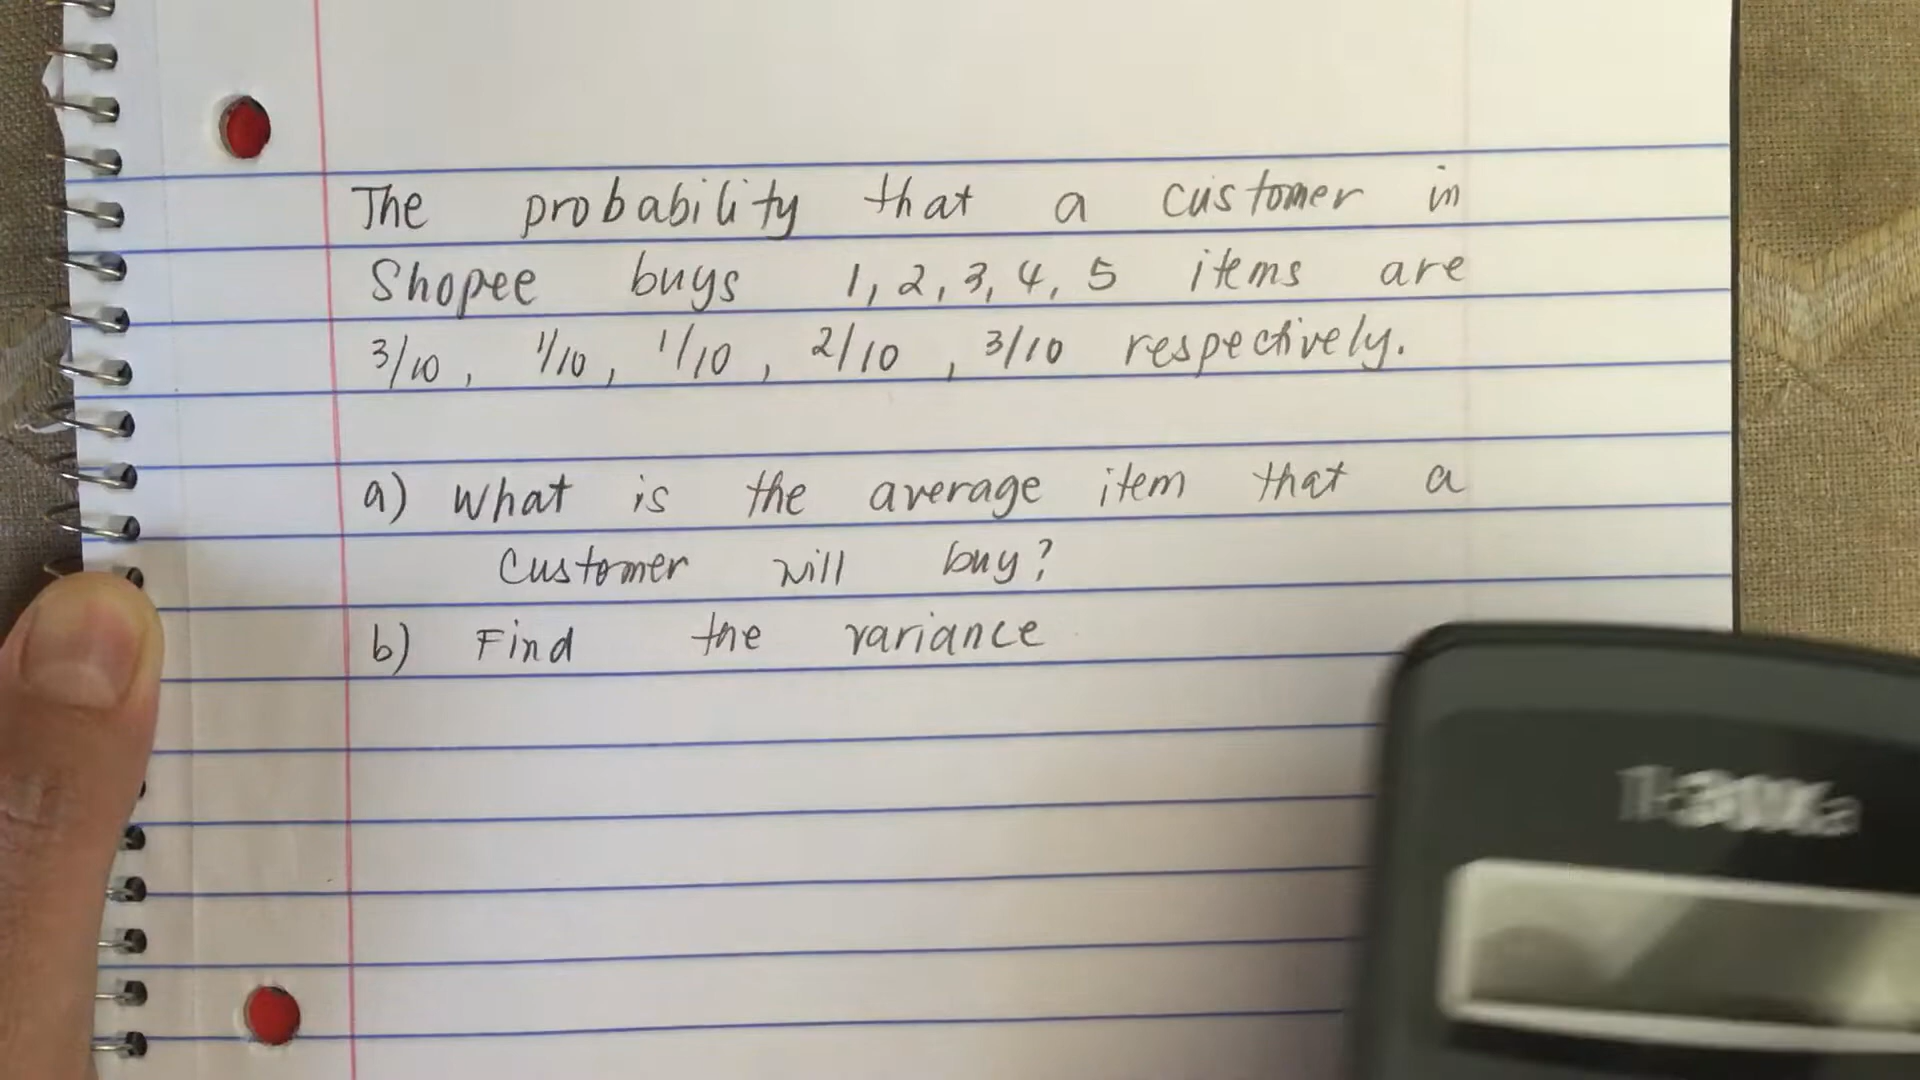 The probability that a customer in
Shopee buys 1, 2, 3, 4, 5 items are
3/10, 1/10, 1/10, 2/10, 3/10 respectively.
a) What is the average item that a
customer will buy?
b) Find the variance